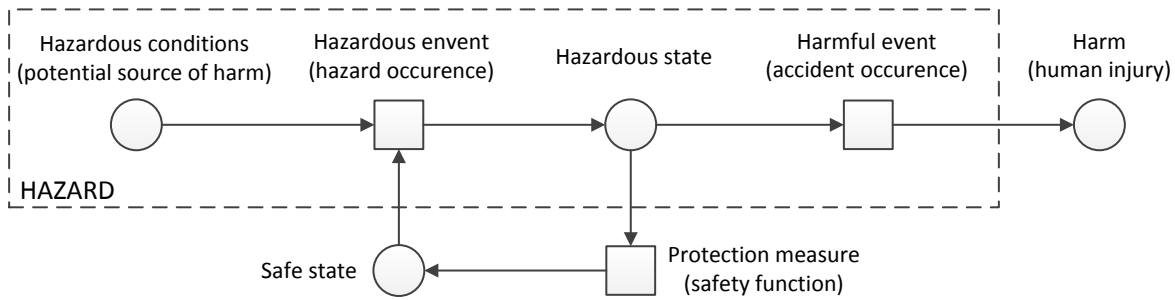 Hazardous conditions
(potential source of harm)
Hazardous envent
(hazard occurence)
Hazardous state
Harmful event
(accident occurence)
Harm
(human injury)
HAZARD
Safe state
Protection measure
(safety function)